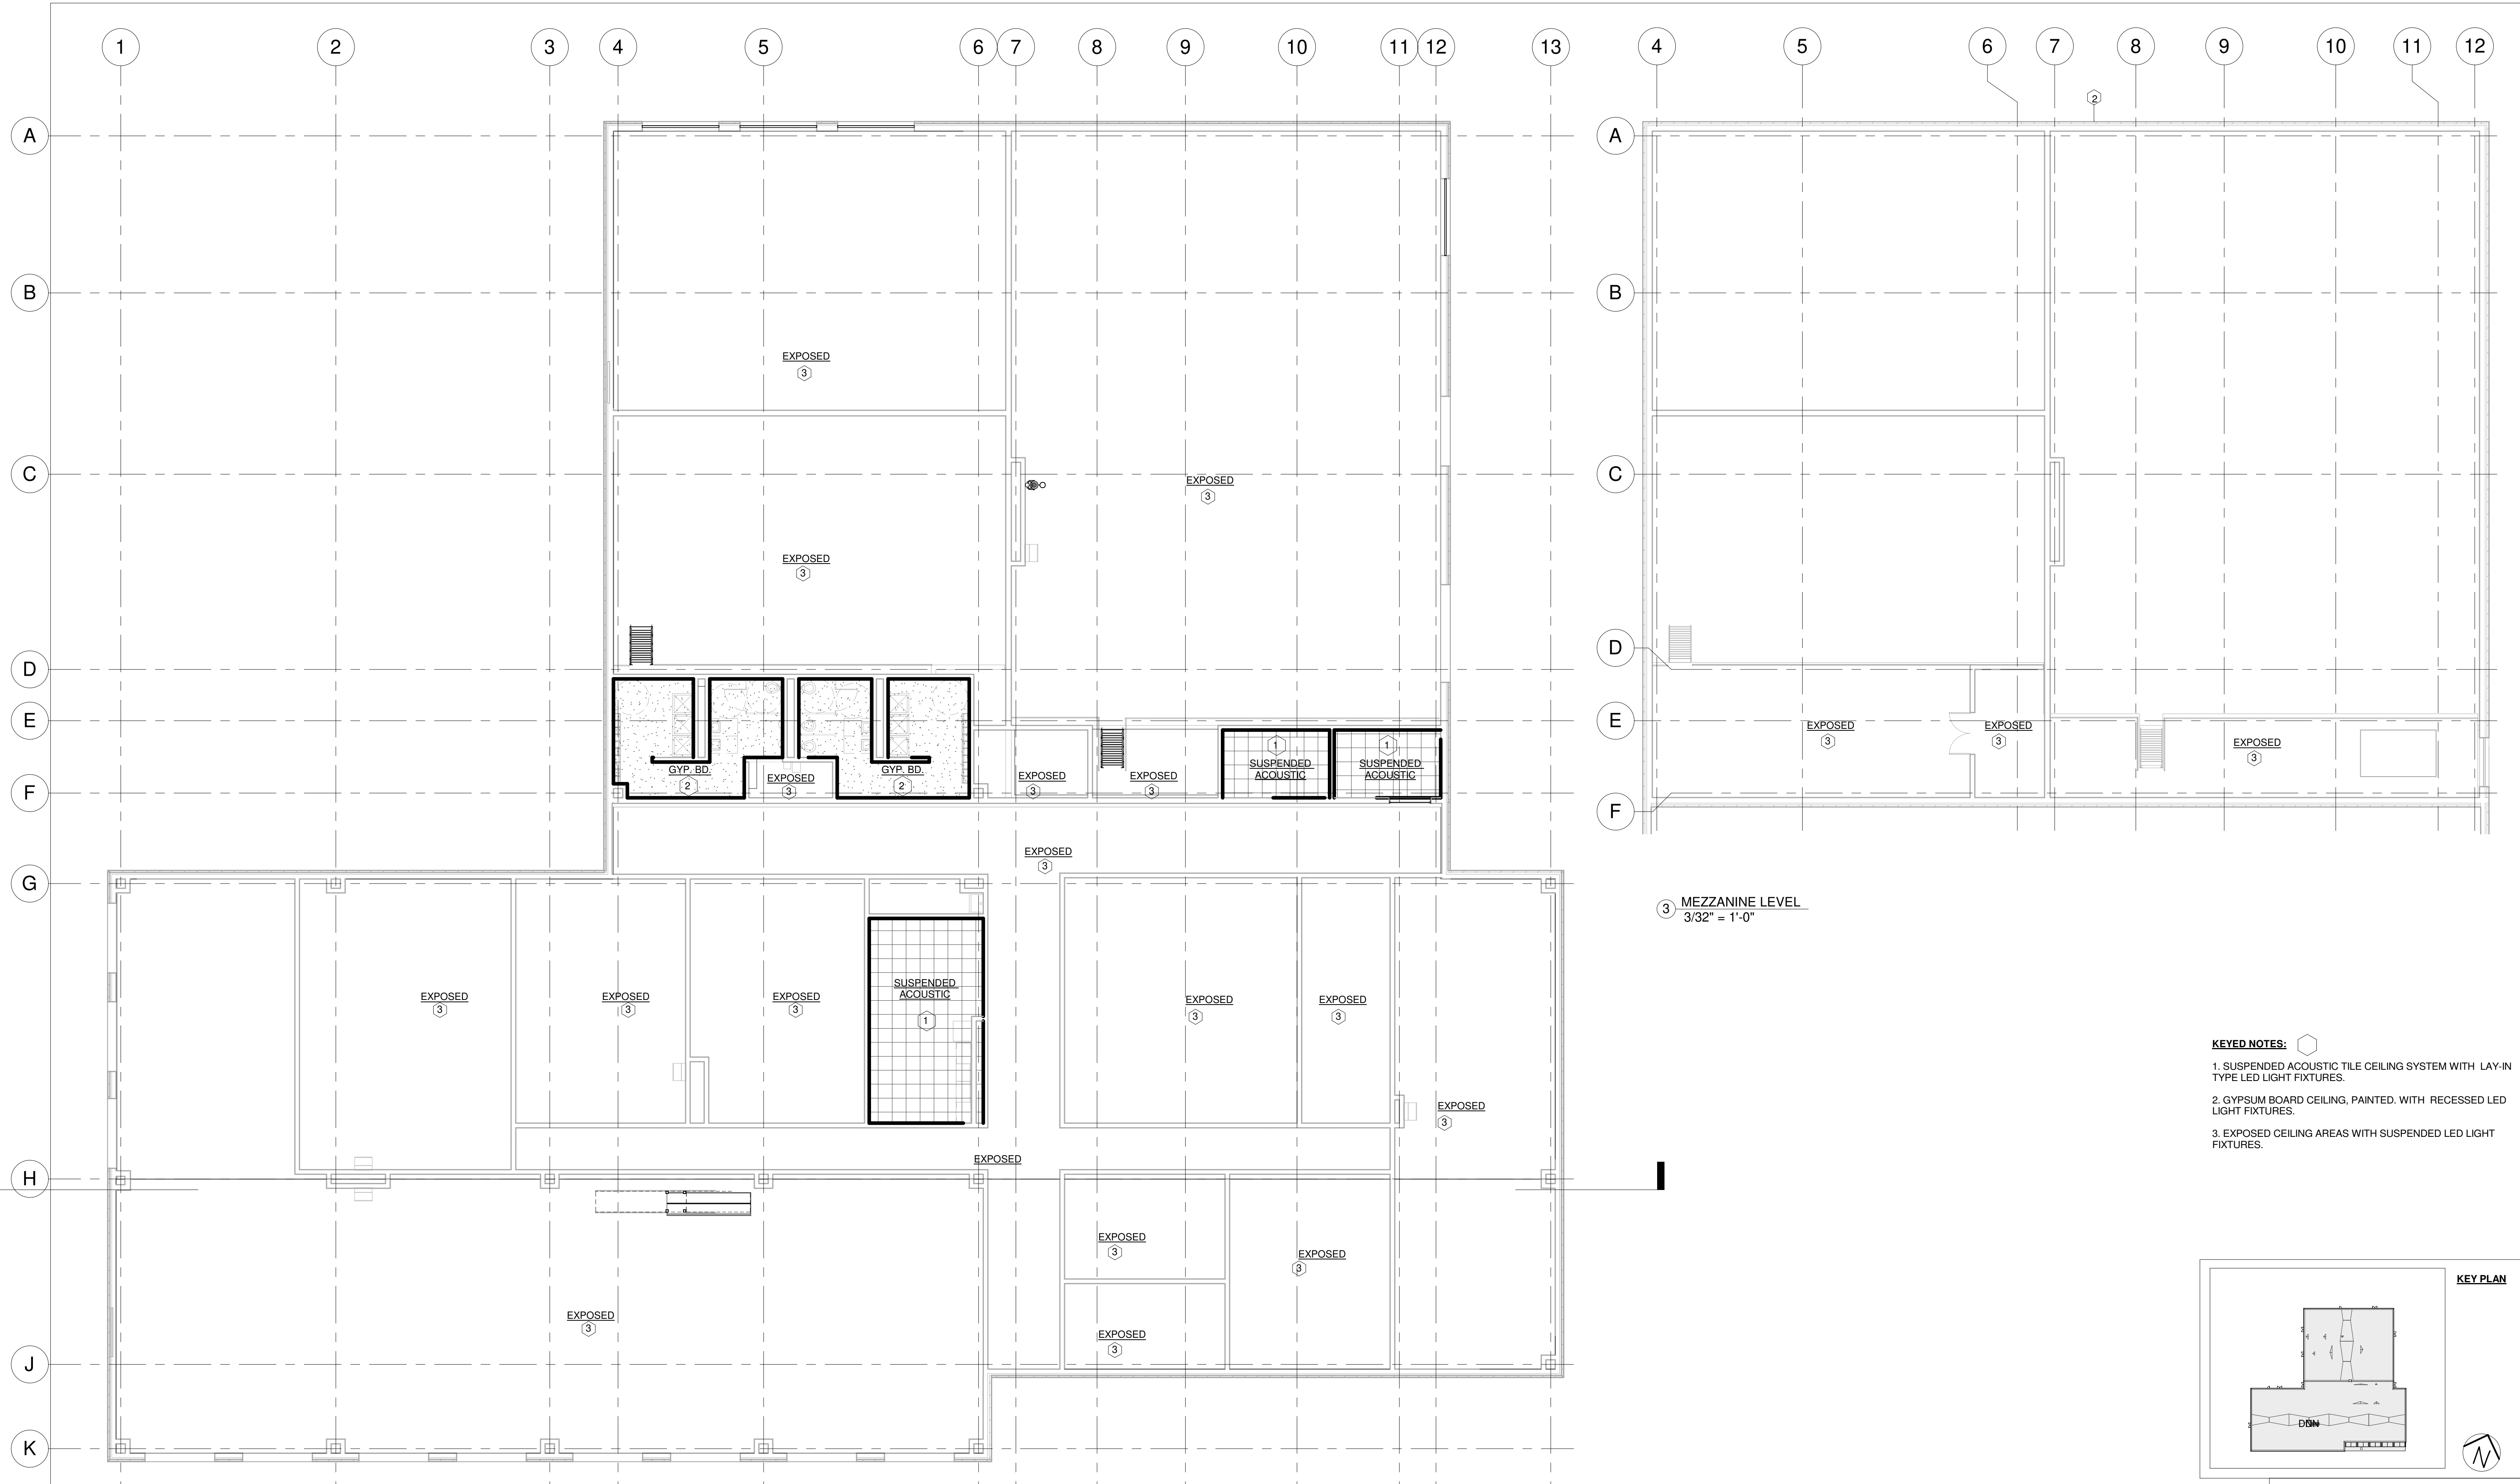 1 2 3 4 5 6 7 8 9 10 11 12 13
4 5 6 7 8 9 10 11 12
2
A
A
B
B
EXPOSED
3
C
C
EXPOSED
3
EXPOSED
3
D
D
E
E
EXPOSED
3
EXPOSED
3
EXPOSED
3
1
1
SUSPENDED
ACOUSTIC
SUSPENDED
ACOUSTIC
GYP. BD.
2
EXPOSED
3
GYP. BD.
2
EXPOSED
3
EXPOSED
3
F
F
EXPOSED
3
G
3 MEZZANINE LEVEL
3/32" = 1'-0"
EXPOSED
3
EXPOSED
3
EXPOSED
3
SUSPENDED
ACOUSTIC
1
EXPOSED
3
EXPOSED
3
EXPOSED
3
KEYED NOTES:
1. SUSPENDED ACOUSTIC TILE CEILING SYSTEM WITH LAY-IN
TYPE LED LIGHT FIXTURES.
2. GYPSUM BOARD CEILING, PAINTED. WITH RECESSED LED
LIGHT FIXTURES.
3. EXPOSED CEILING AREAS WITH SUSPENDED LED LIGHT
FIXTURES.
EXPOSED
H
EXPOSED
3
EXPOSED
3
EXPOSED
3
EXPOSED
3
J
K
KEY PLAN
N